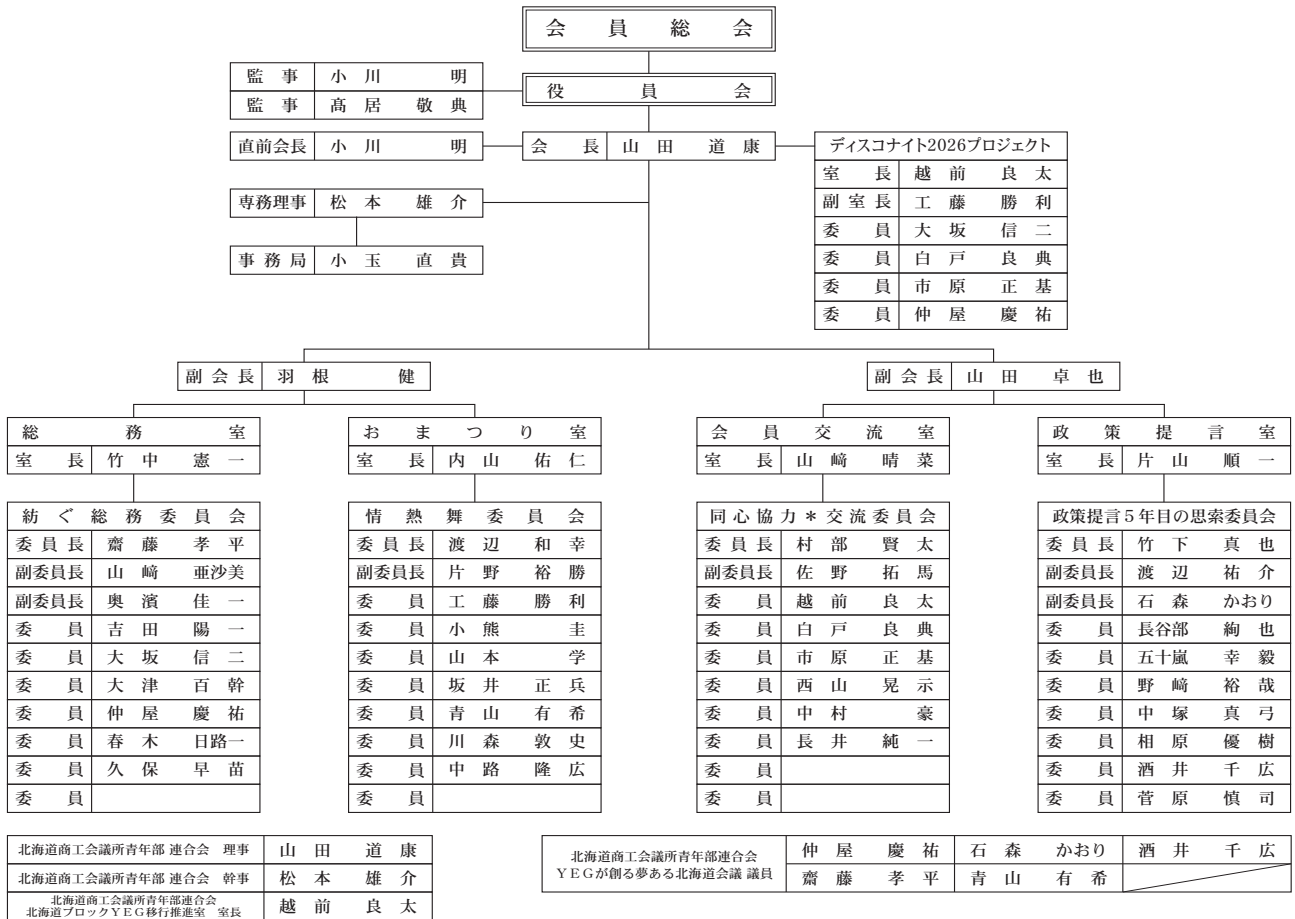 会員総会
監事 小川 明
監事 髙居 敬典
役員会
直前会長 小川 明
会長 山田 道康
専務理事 松本 雄介
事務局 小玉 直貴
ディスコナイト2026プロジェクト
室長 越前 良太
副室長 工藤 勝利
委員 大坂 信二
委員 白戸 良典
委員 市原 正基
委員 仲屋 慶祐
副会長 羽根 健
副会長 山田 卓也
総務室
室長 竹中 憲一
紡ぐ総務委員会
委員長 齋藤 孝平
副委員長 山﨑 亜沙美
副委員長 奥濱 佳一
委員 吉田 陽一
委員 大坂 信二
委員 大津 百幹
委員 仲屋 慶祐
委員 春木 日路一
委員 久保 早苗
委員
おまつり室
室長 内山 佑仁
情熱舞委員会
委員長 渡辺 和幸
副委員長 片野 裕勝
委員 工藤 勝利
委員 小熊 圭
委員 山本 学
委員 坂井 正兵
委員 青山 有希
委員 川森 敦史
委員 中路 隆広
委員
会員交流室
室長 山﨑 晴菜
同心協力*交流委員会
委員長 村部 賢太
副委員長 佐野 拓馬
委員 越前 良太
委員 白戸 良典
委員 市原 正基
委員 西山 晃示
委員 中村 豪
委員 長井 純一
委員
委員
政策提言室
室長 片山 順一
政策提言5年目の思索委員会
委員長 竹下 真也
副委員長 渡辺 祐介
副委員長 石森 かおり
委員 長谷部 絢也
委員 五十嵐 幸毅
委員 野﨑 裕哉
委員 中塚 真弓
委員 相原 優樹
委員 酒井 千広
委員 菅原 慎司
北海道商工会議所青年部 連合会 理事 山田 道康
北海道商工会議所青年部 連合会 幹事 松本 雄介
北海道商工会議所青年部連合会
北海道ブロックYEG移行推進室 室長 越前 良太
北海道商工会議所青年部連合会
YEGが創る夢ある北海道会議 議員
仲屋 慶祐 石森 かおり 酒井 千広
齋藤 孝平 青山 有希